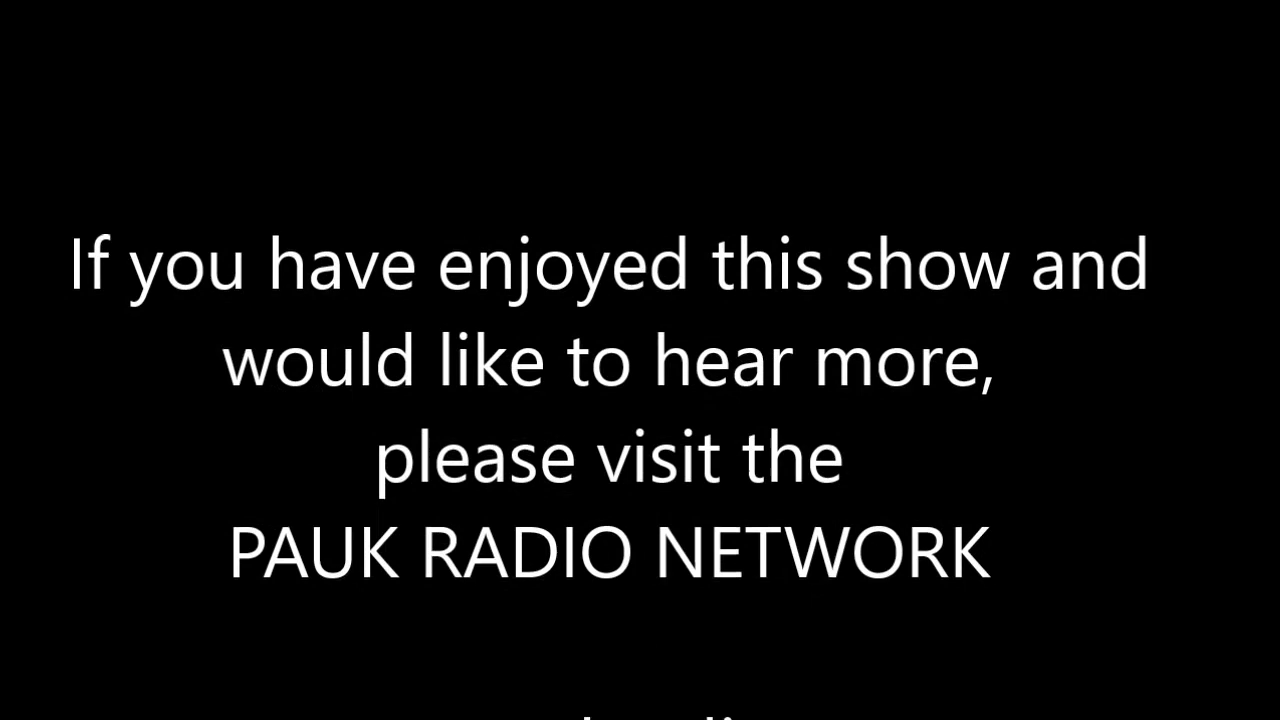 If you have enjoyed this show and
would like to hear more,
please visit the
PAUK RADIO NETWORK